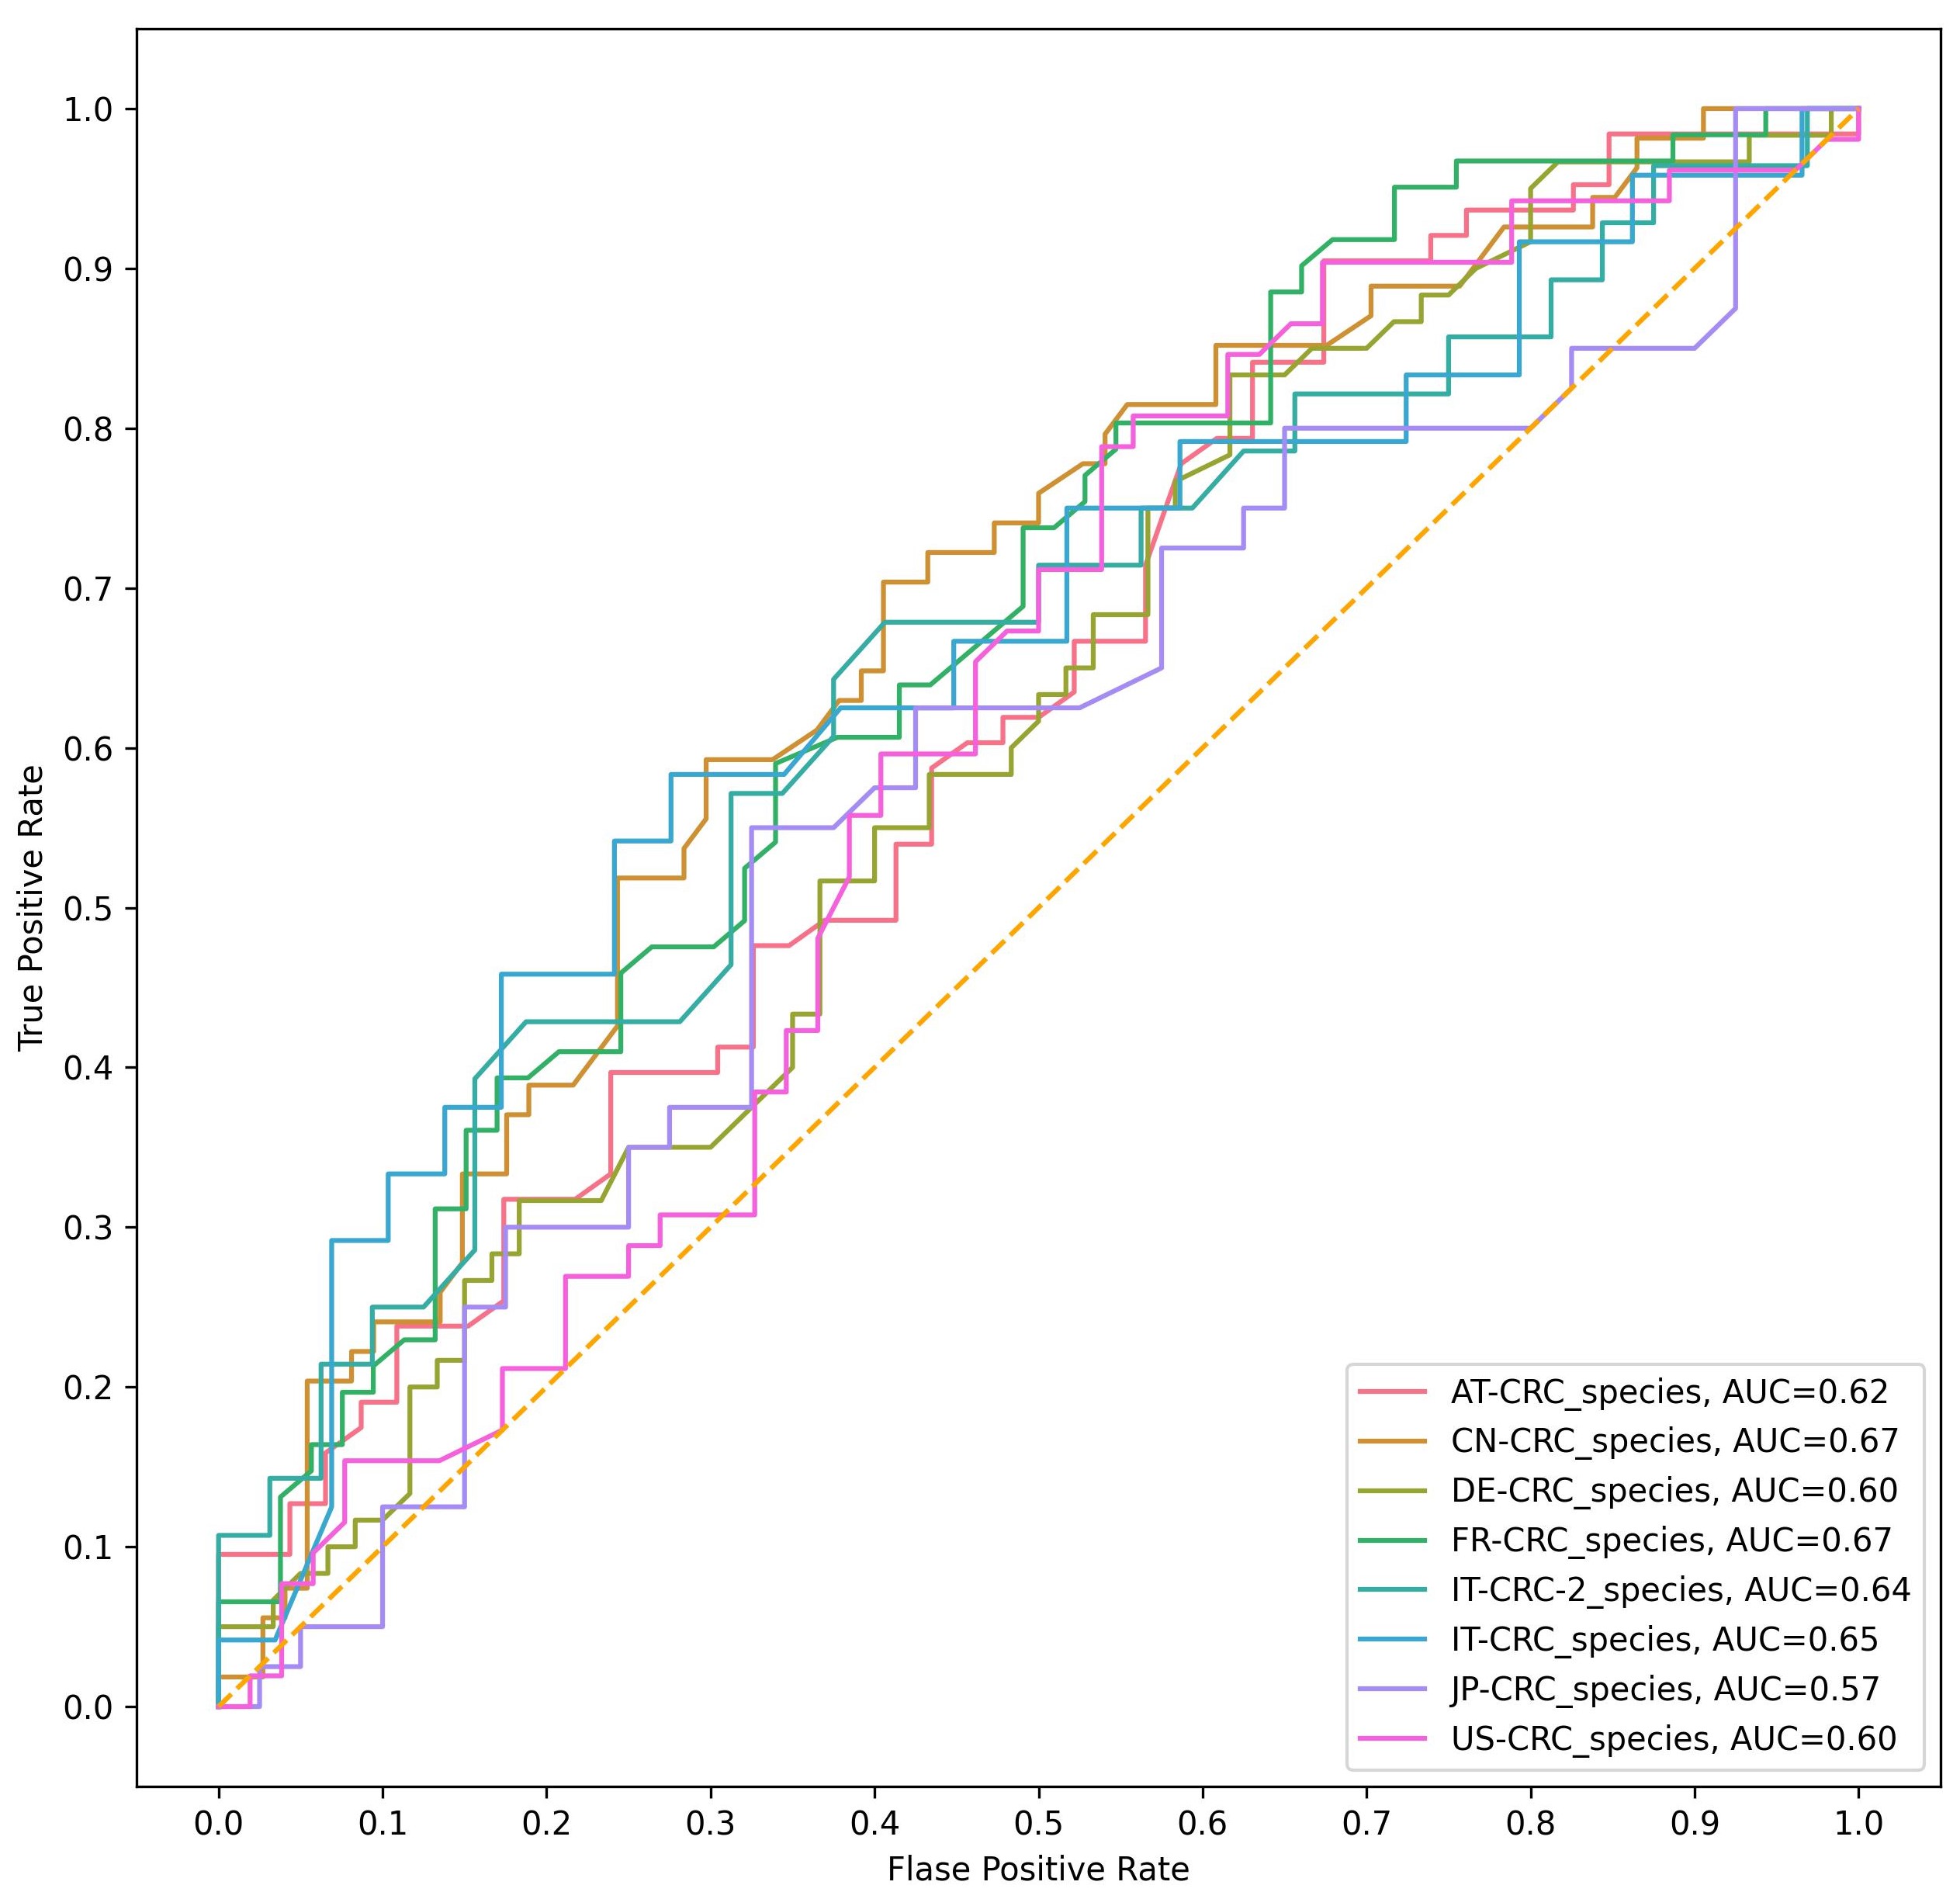 1.0
0.9
0.8
0.7
0.6
0.5
0.4
0.3
0.2
0.1
0.0
True Positive Rate
AT-CRC_species, AUC=0.62
CN-CRC_species, AUC=0.67
DE-CRC_species, AUC=0.60
FR-CRC_species, AUC=0.67
IT-CRC-2_species, AUC=0.64
IT-CRC_species, AUC=0.65
JP-CRC_species, AUC=0.57
US-CRC_species, AUC=0.60
0.0 0.1 0.2 0.3 0.4 0.5 0.6 0.7 0.8 0.9 1.0
Flase Positive Rate